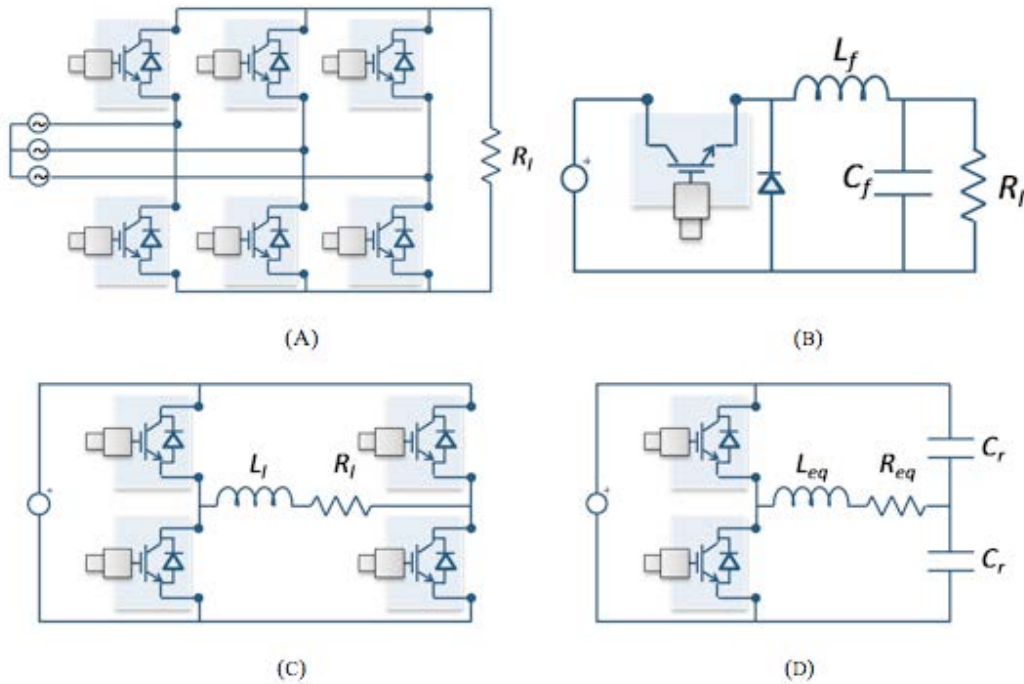 R_l
(A)
L_f
C_f
R_l
(B)
L_l
R_l
(C)
L_eq
R_eq
C_r
C_r
(D)